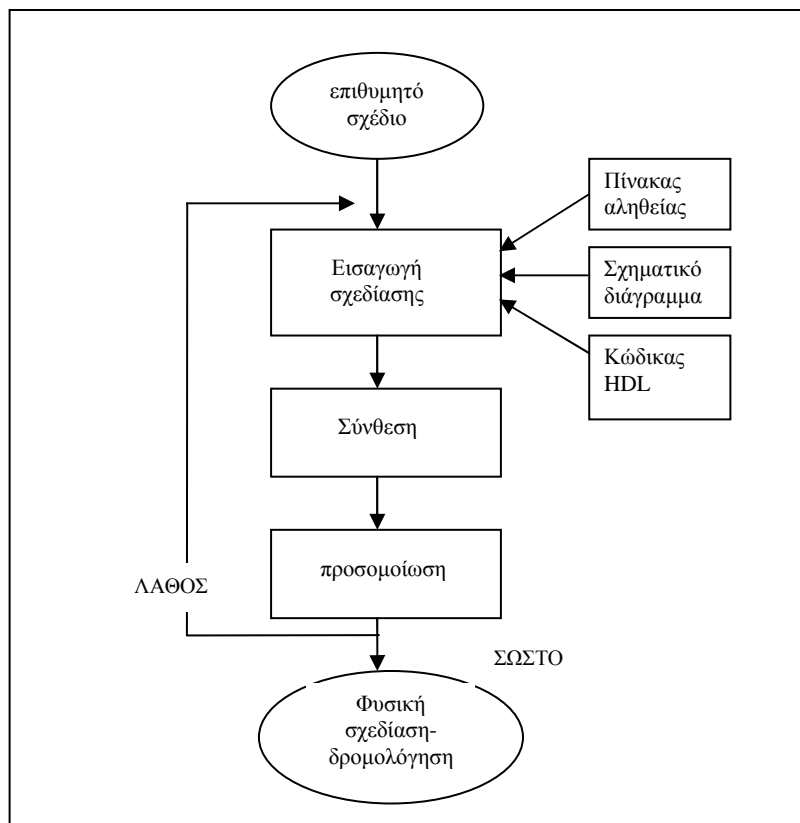 επιθυμητό
σχέδιο
Πίνακας
αληθείας
Εισαγωγή
σχεδίασης
Σχηματικό
διάγραμμα
Κώδικας
HDL
Σύνθεση
προσομοίωση
ΛΑΘΟΣ
ΣΩΣΤΟ
Φυσική
σχεδίαση-
δρομολόγηση